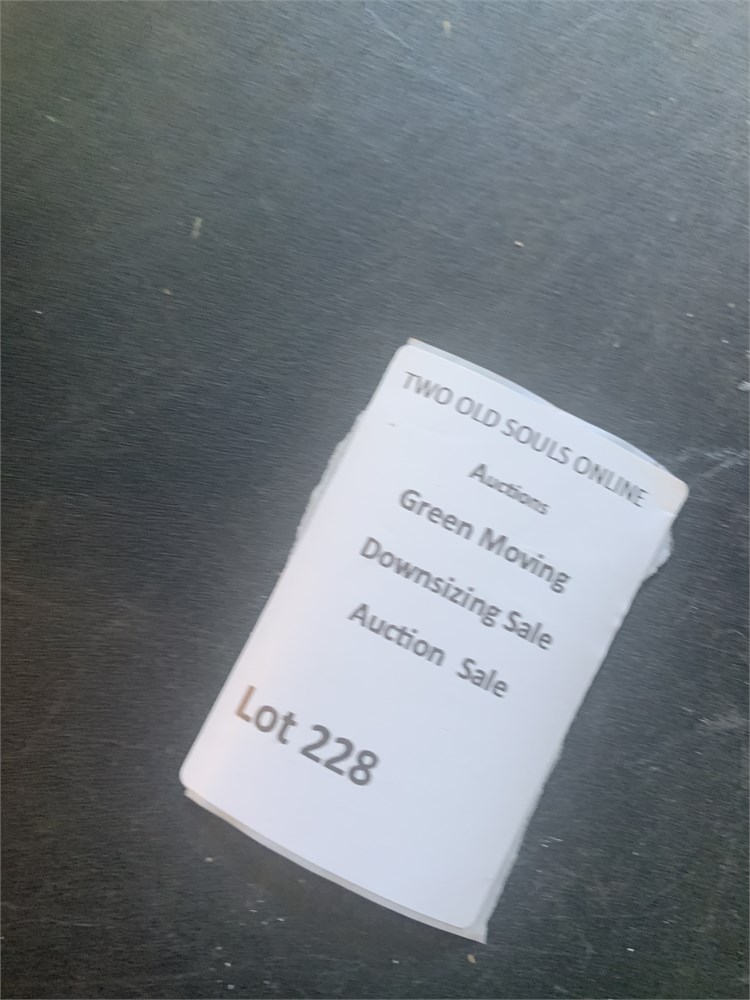 TWO OLD SOULS ONLINE
Auctions
Green Moving
Downsizing Sale
Auction Sale
Lot 228